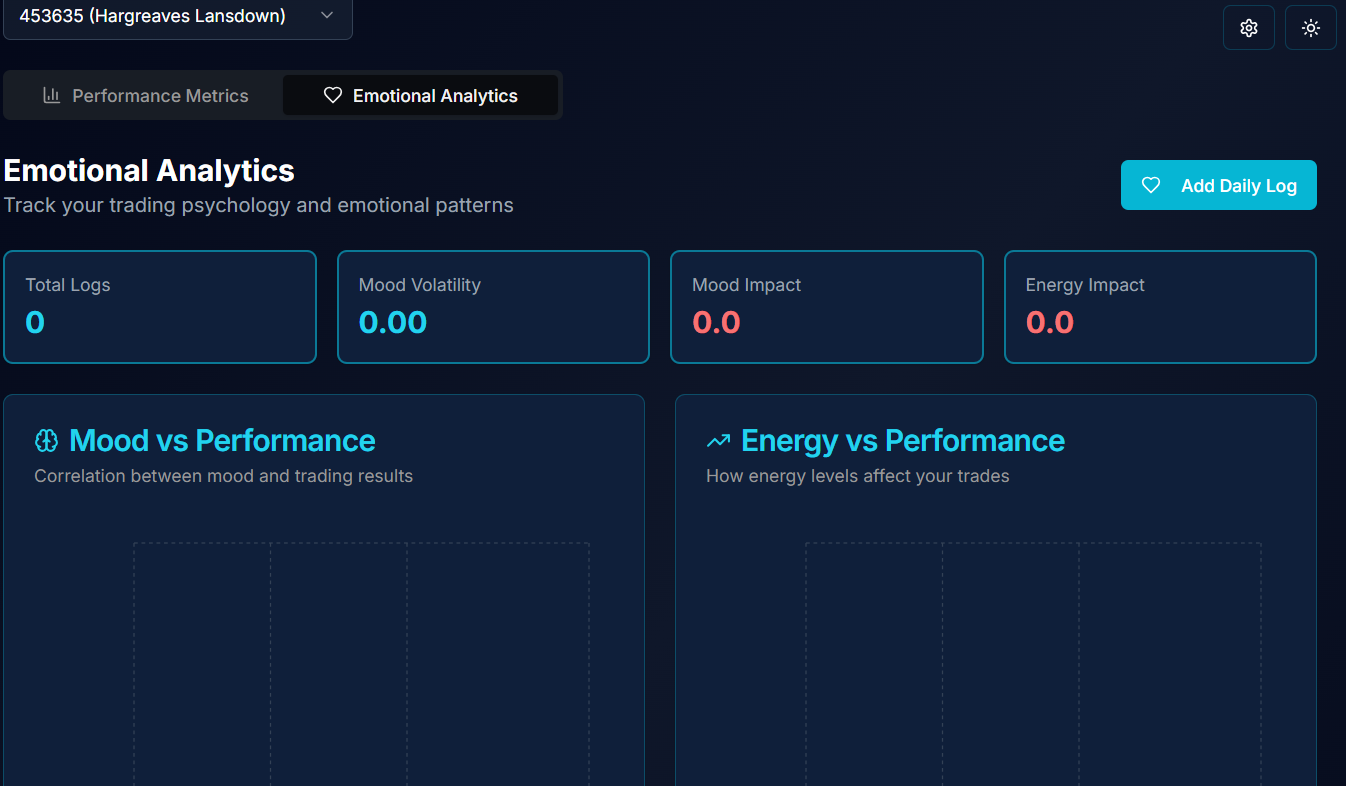 453635 (Hargreaves Lansdown)
Performance Metrics
Emotional Analytics
Emotional Analytics
Track your trading psychology and emotional patterns
Add Daily Log
Total Logs
0
Mood Volatility
0.00
Mood Impact
0.0
Energy Impact
0.0
Mood vs Performance
Correlation between mood and trading results
Energy vs Performance
How energy levels affect your trades